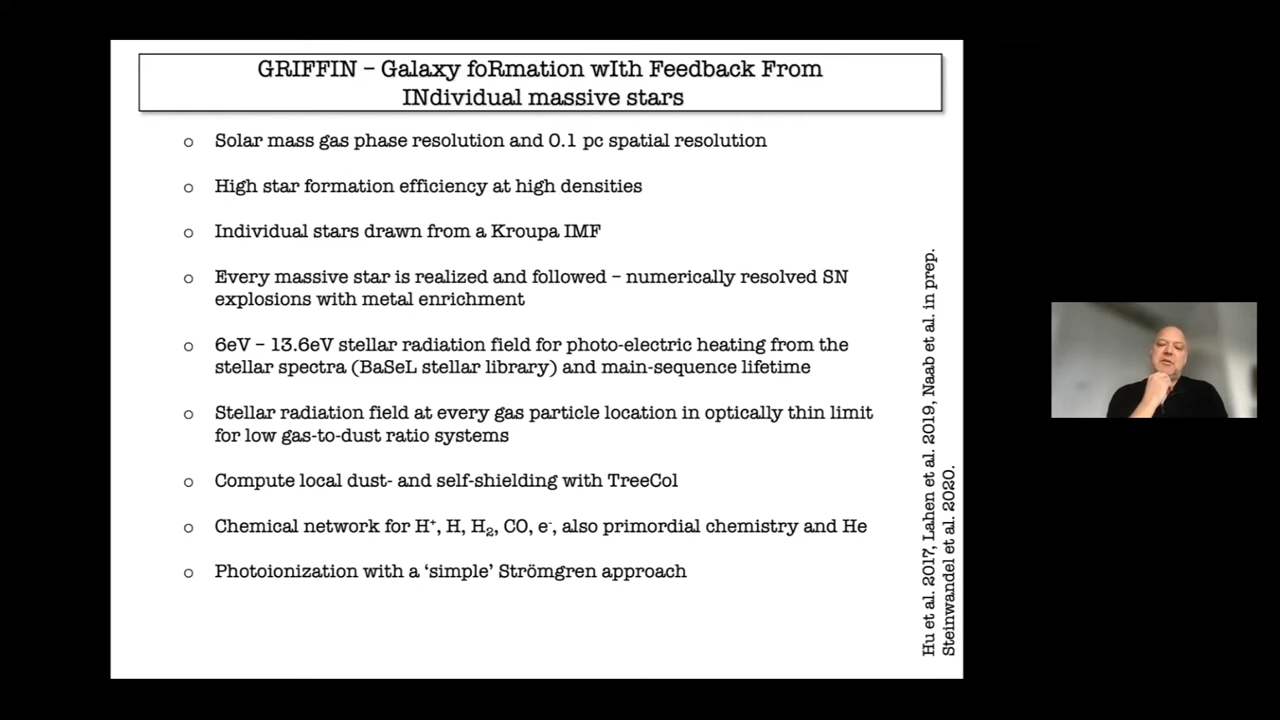 GRIFFIN – Galaxy foRmation wIth Feedback From
INdividual massive stars
○ Solar mass gas phase resolution and 0.1 pc spatial resolution
○ High star formation efficiency at high densities
○ Individual stars drawn from a Kroupa IMF
○ Every massive star is realized and followed – numerically resolved SN
explosions with metal enrichment
○ 6eV – 13.6eV stellar radiation field for photo-electric heating from the
stellar spectra (BaSeL stellar library) and main-sequence lifetime
○ Stellar radiation field at every gas particle location in optically thin limit
for low gas-to-dust ratio systems
○ Compute local dust- and self-shielding with TreeCol
○ Chemical network for H⁺, H, H₂, CO, e⁻, also primordial chemistry and He
○ Photoionization with a ‘simple’ Strömgren approach
Hu et al. 2017, Lahen et al. 2019, Naab et al. in prep.
Steinwandel et al. 2020.